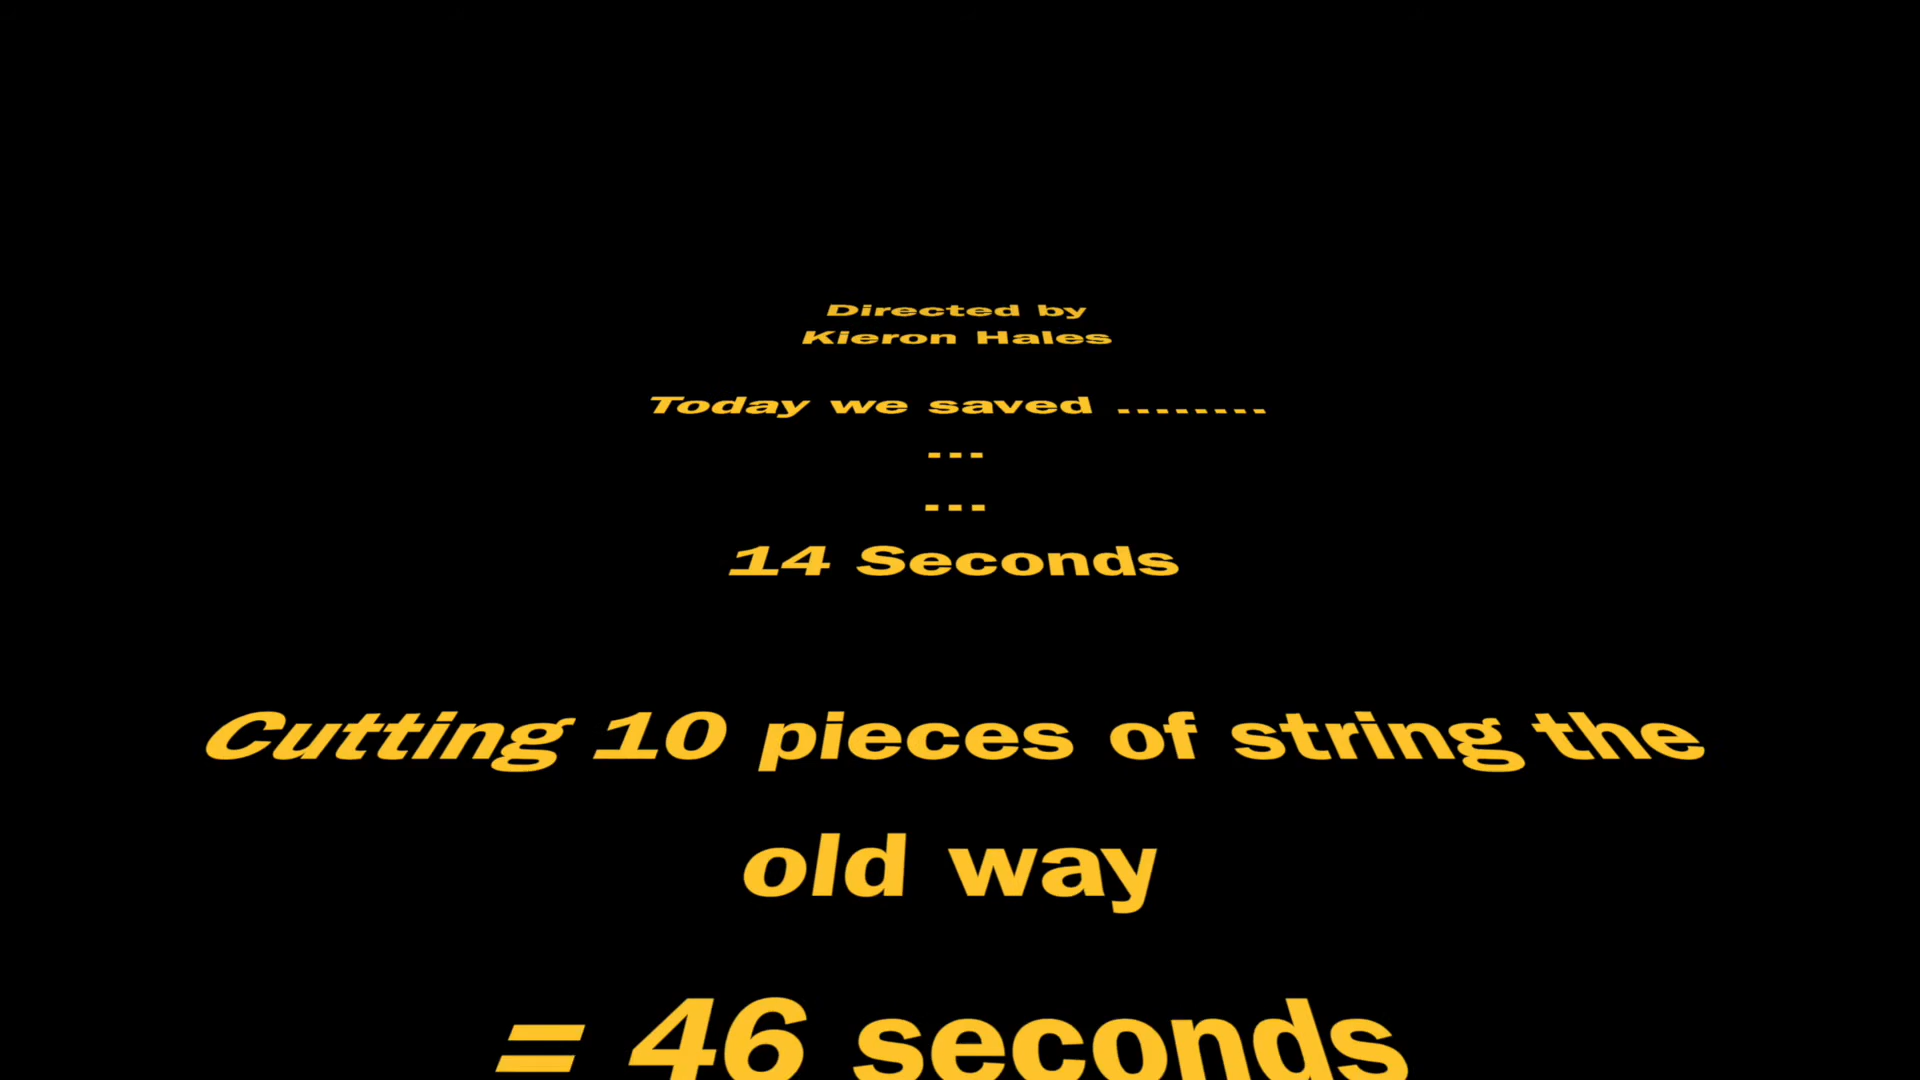 Directed by
Kieron Hales
Today we saved ........
---
---
14 Seconds
Cutting 10 pieces of string the
old way
= 46 seconds